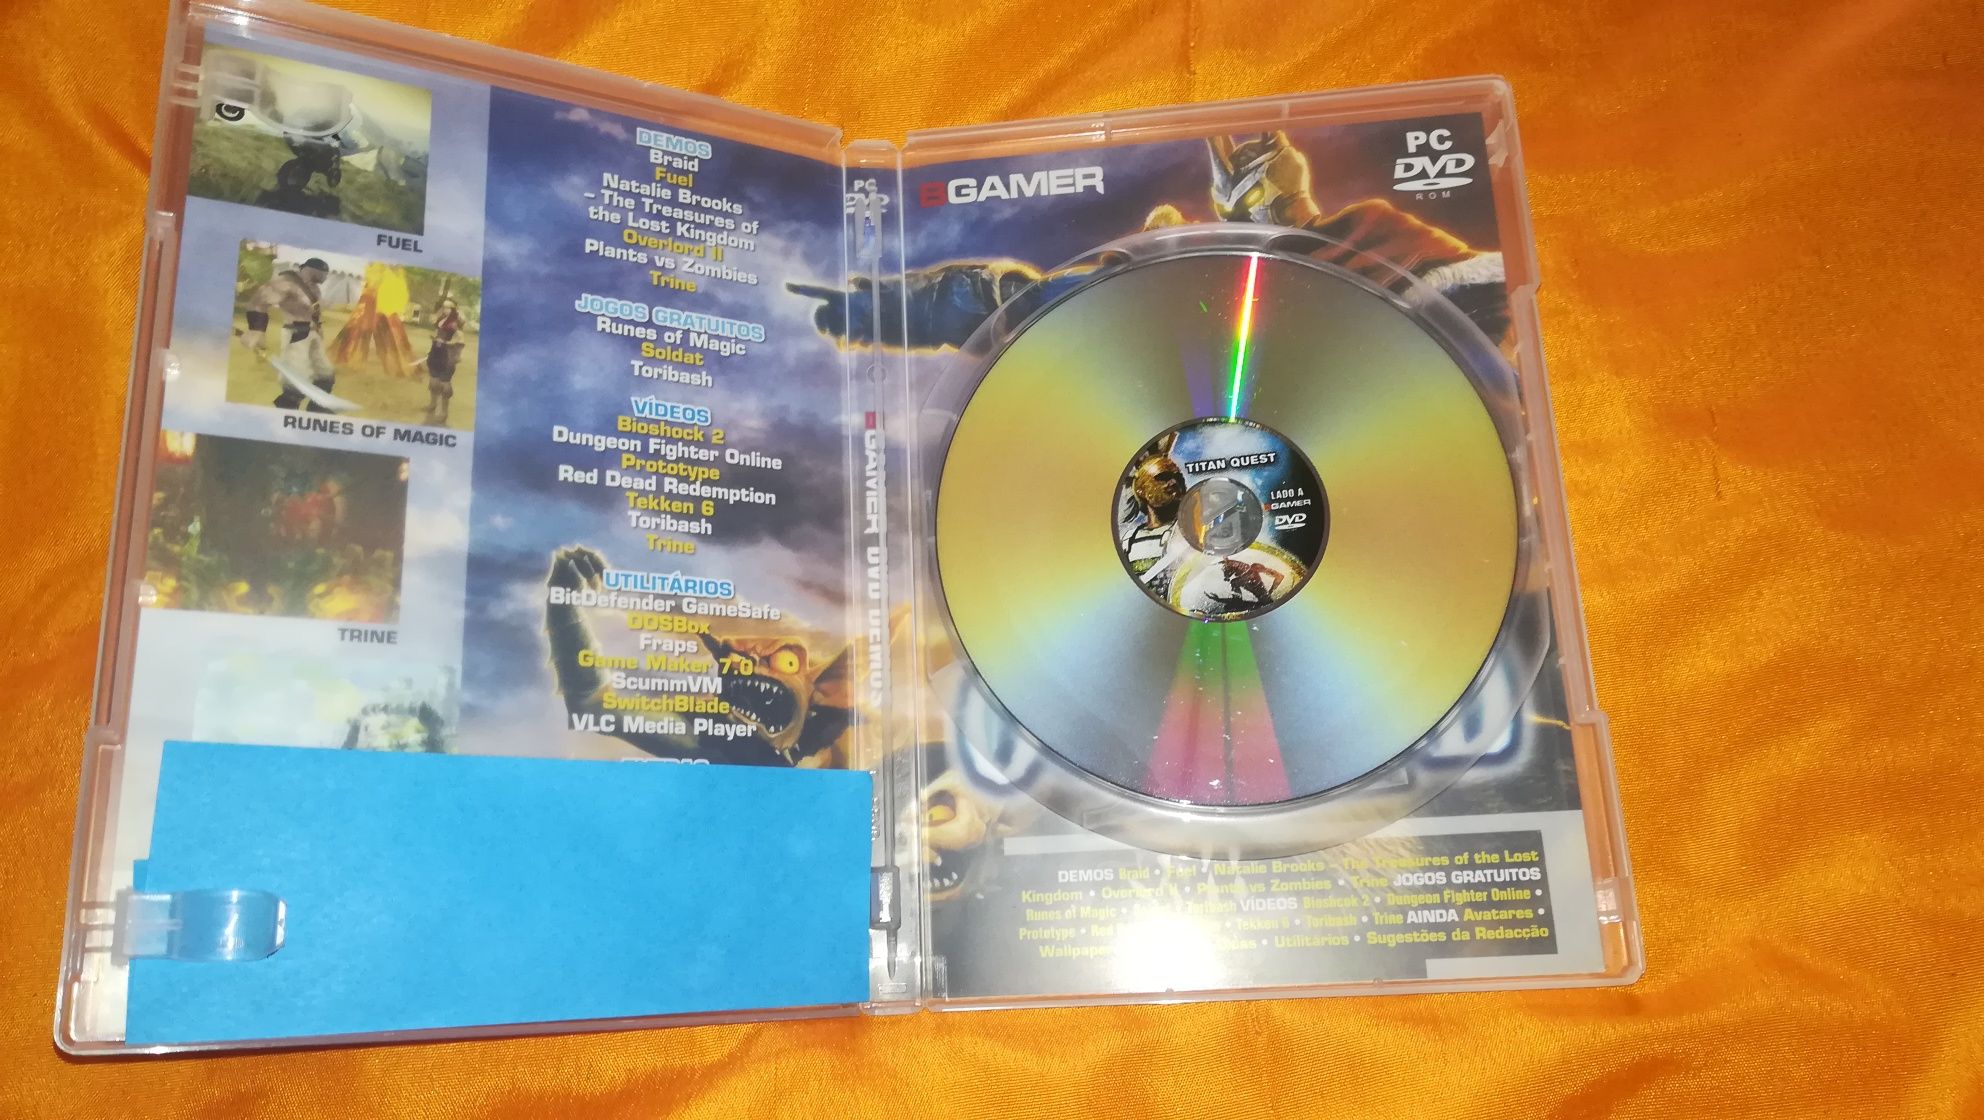 FUEL
RUNES OF MAGIC
TRINE
DEMOS
Braid
Fuel
Natalie Brooks
– The Treasures of
the Lost Kingdom
Overlord II
Plants vs Zombies
Trine
JOGOS GRATUITOS
Runes of Magic
Soldat
Toribash
VÍDEOS
Bioshock 2
Dungeon Fighter Online
Prototype
Red Dead Redemption
Tekken 6
Toribash
Trine
UTILITÁRIOS
BitDefender GameSafe
DOSBox
Fraps
Game Maker 7.0
ScummVM
SwitchBlade
VLC Media Player
PC
DVD
BGAMER DVD DEMOS
BGAMER
PC
DVD
ROM
TITAN QUEST
LADO A
BGAMER
DVD
DEMOS Braid • Fuel • Natalie Brooks – The Treasures of the Lost
Kingdom • Overlord II • Plants vs Zombies • Trine JOGOS GRATUITOS
Runes of Magic • Toribash VÍDEOS Bioshcok 2 • Dungeon Fighter Online •
Prototype • Red • Tekken 6 • Toribash • Trine AINDA Avatares •
• Utilitários • Sugestões da Redacção